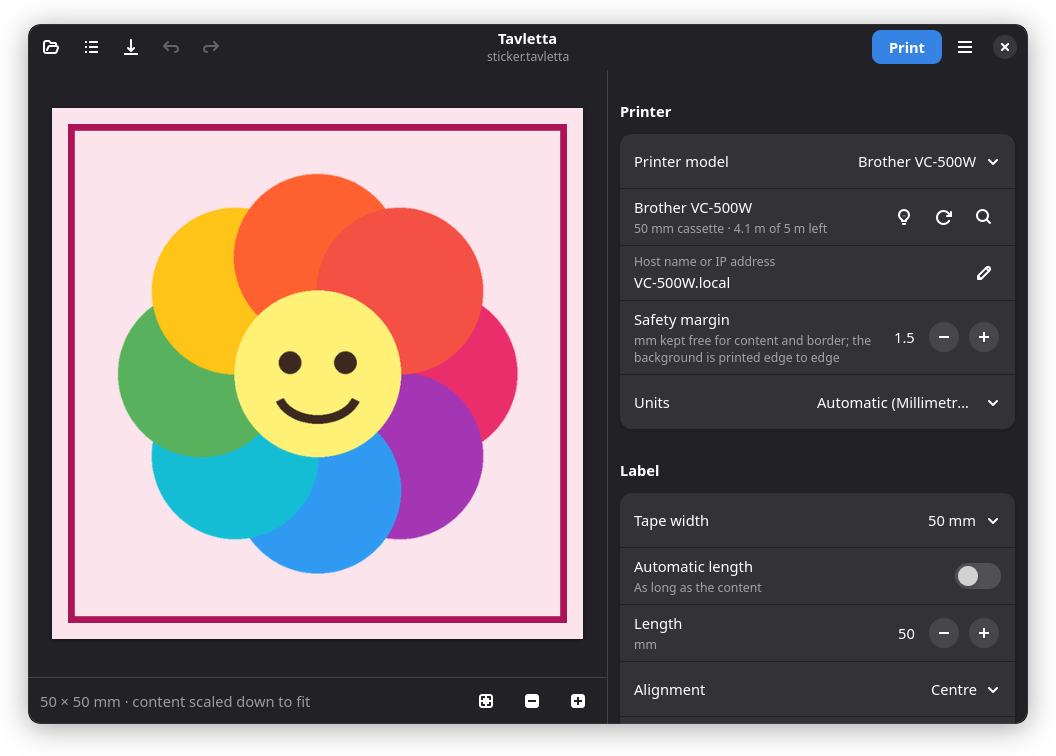 Tavletta
sticker.tavletta
Print
Printer
Printer model
Brother VC-500W
Brother VC-500W
50 mm cassette · 4.1 m of 5 m left
Host name or IP address
VC-500W.local
Safety margin
mm kept free for content and border; the
background is printed edge to edge
1.5
Units
Automatic (Millimetr...
Label
Tape width
50 mm
Automatic length
As long as the content
Length
mm
50
Alignment
Centre
50 × 50 mm · content scaled down to fit